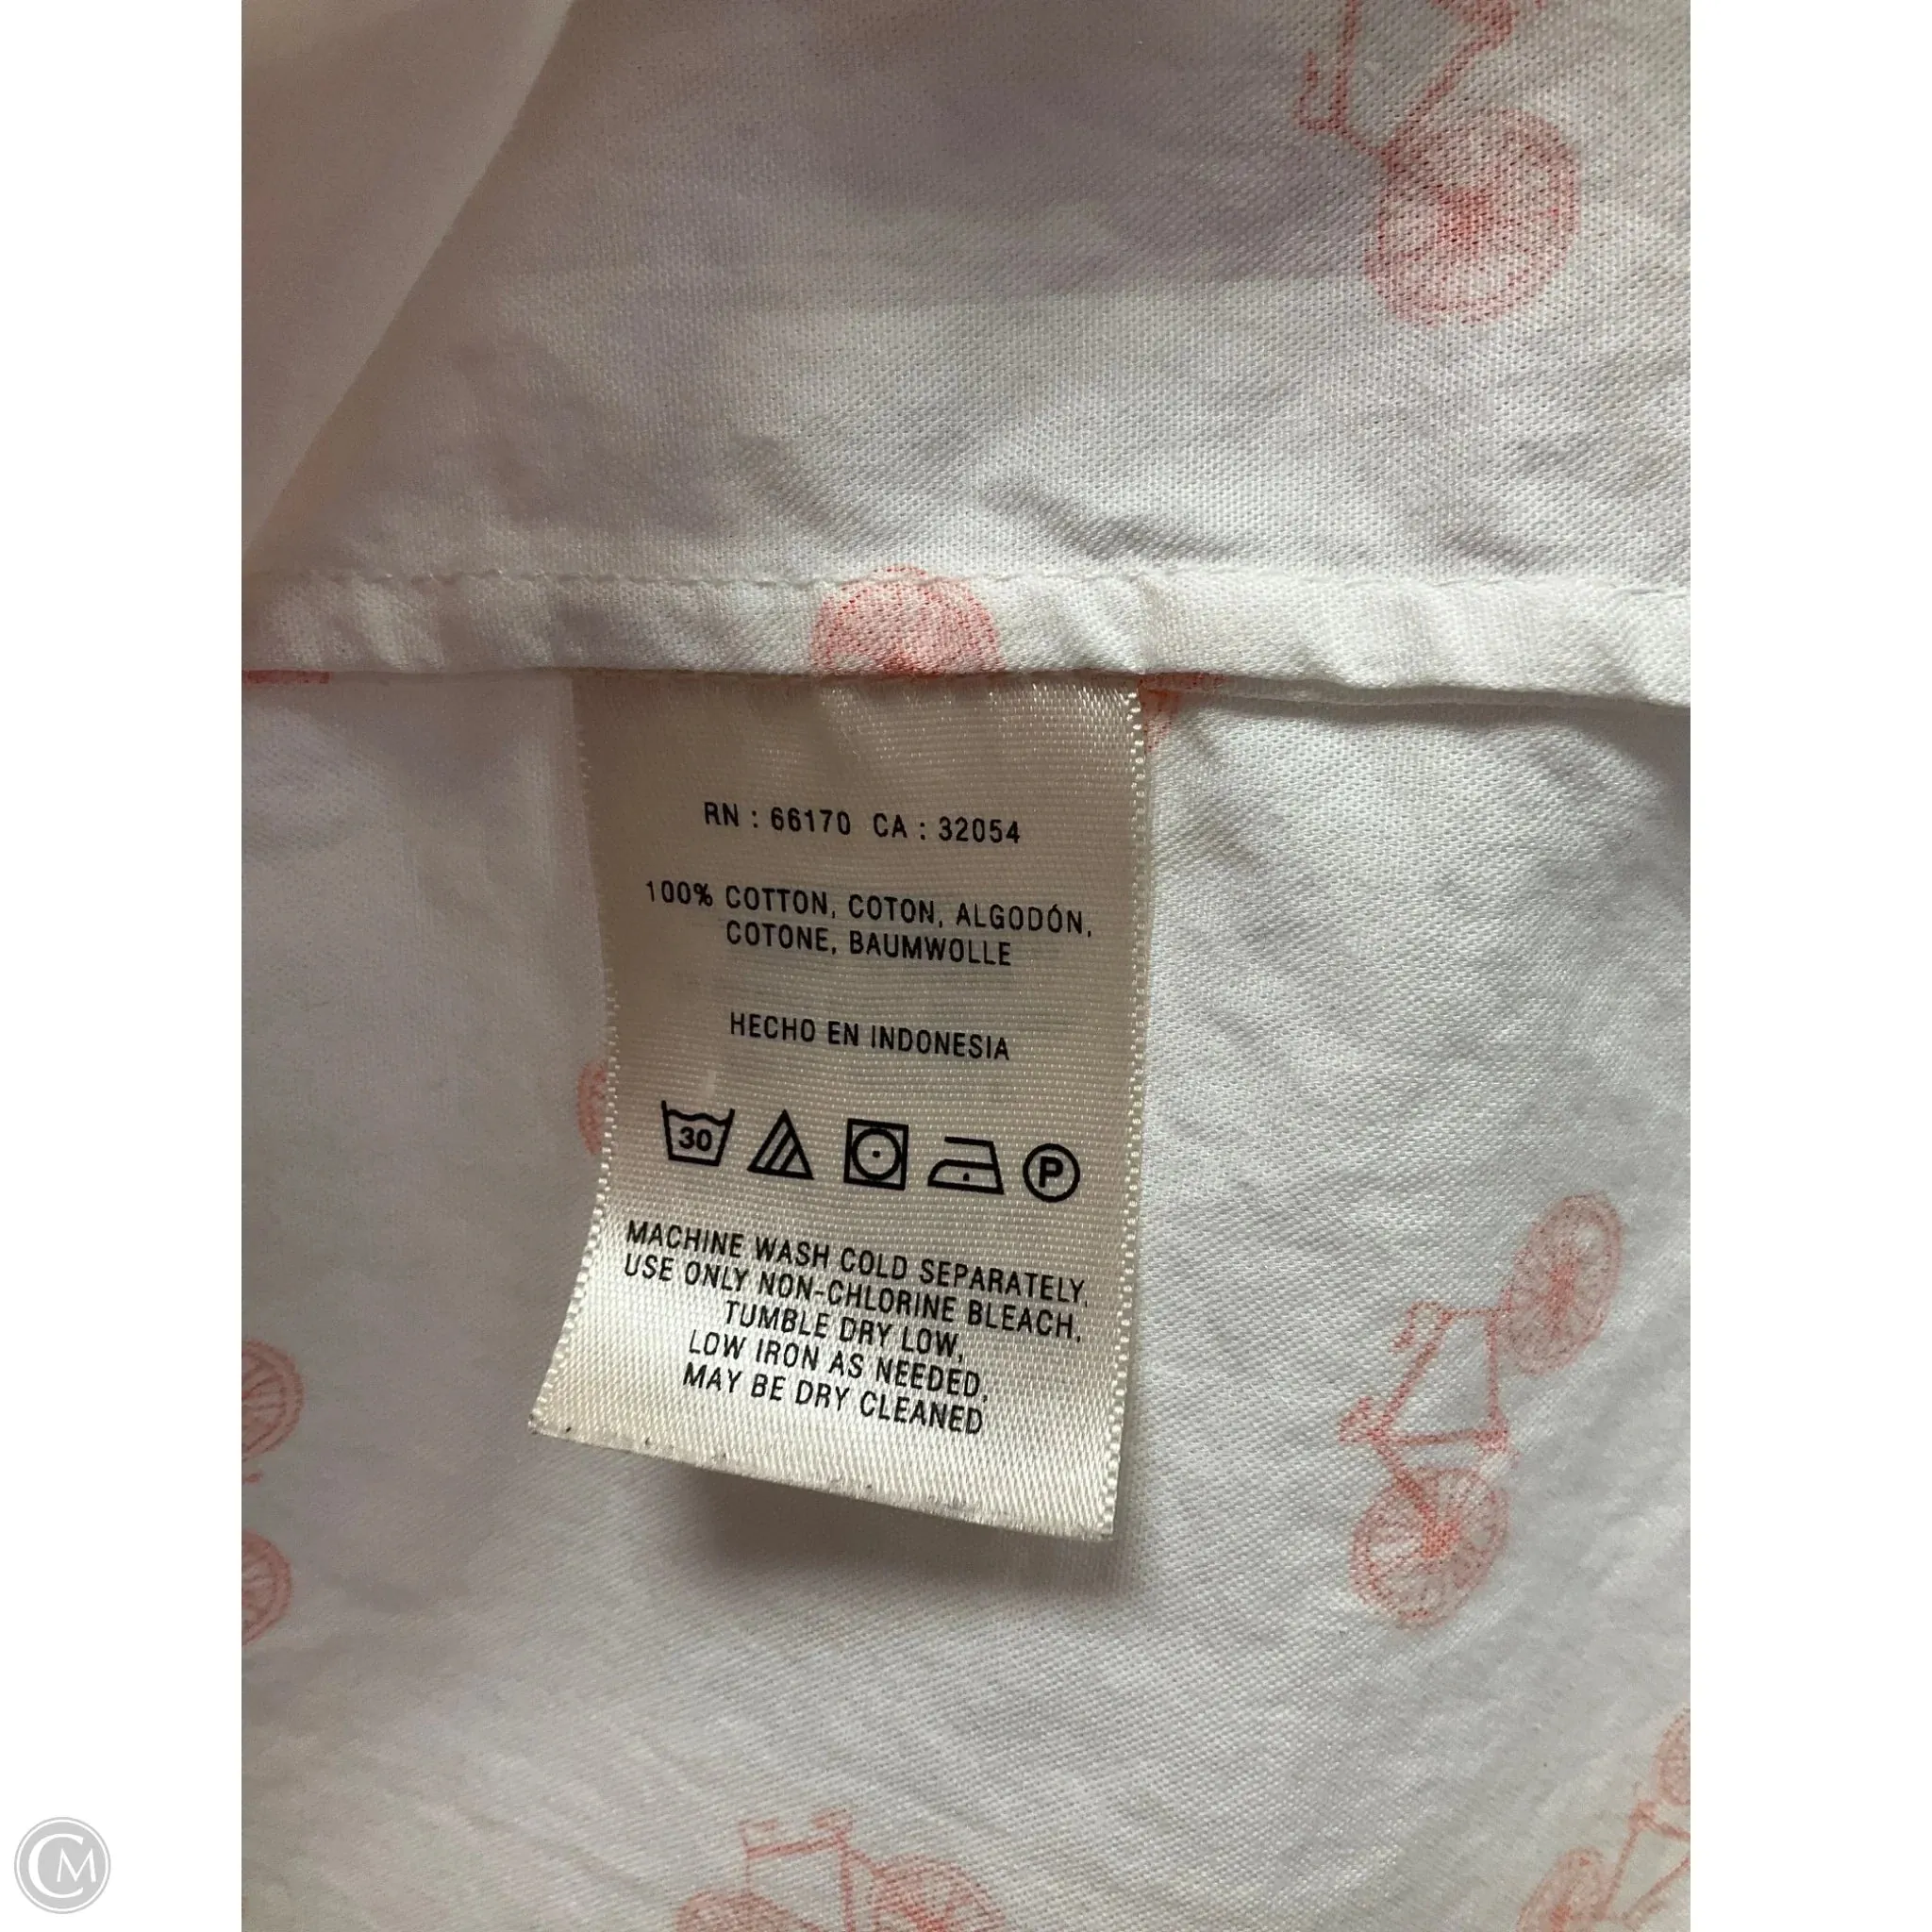 RN : 66170 CA : 32054
100% COTTON, COTON, ALGODÓN,
COTONE, BAUMWOLLE
HECHO EN INDONESIA
30
P
MACHINE WASH COLD SEPARATELY,
USE ONLY NON-CHLORINE BLEACH,
TUMBLE DRY LOW,
LOW IRON AS NEEDED,
MAY BE DRY CLEANED
CM